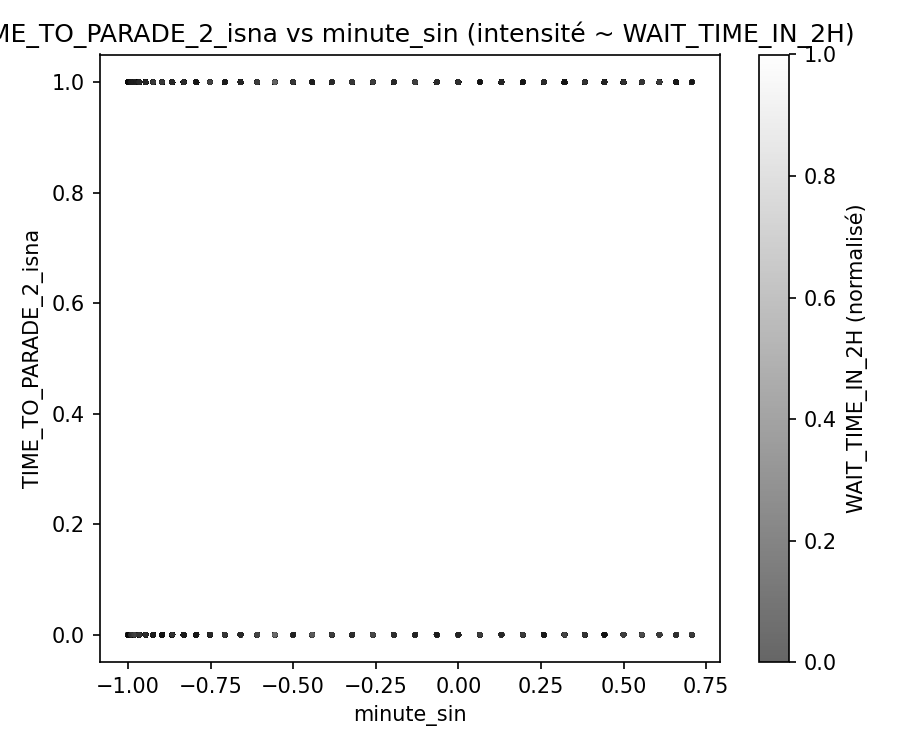 ME_TO_PARADE_2_isna vs minute_sin (intensité ~ WAIT_TIME_IN_2H)
1.0
0.8
0.6
0.4
0.2
0.0
TIME_TO_PARADE_2_isna
−1.00 −0.75 −0.50 −0.25 0.00 0.25 0.50 0.75
minute_sin
1.0
0.8
0.6
0.4
0.2
0.0
WAIT_TIME_IN_2H (normalisé)